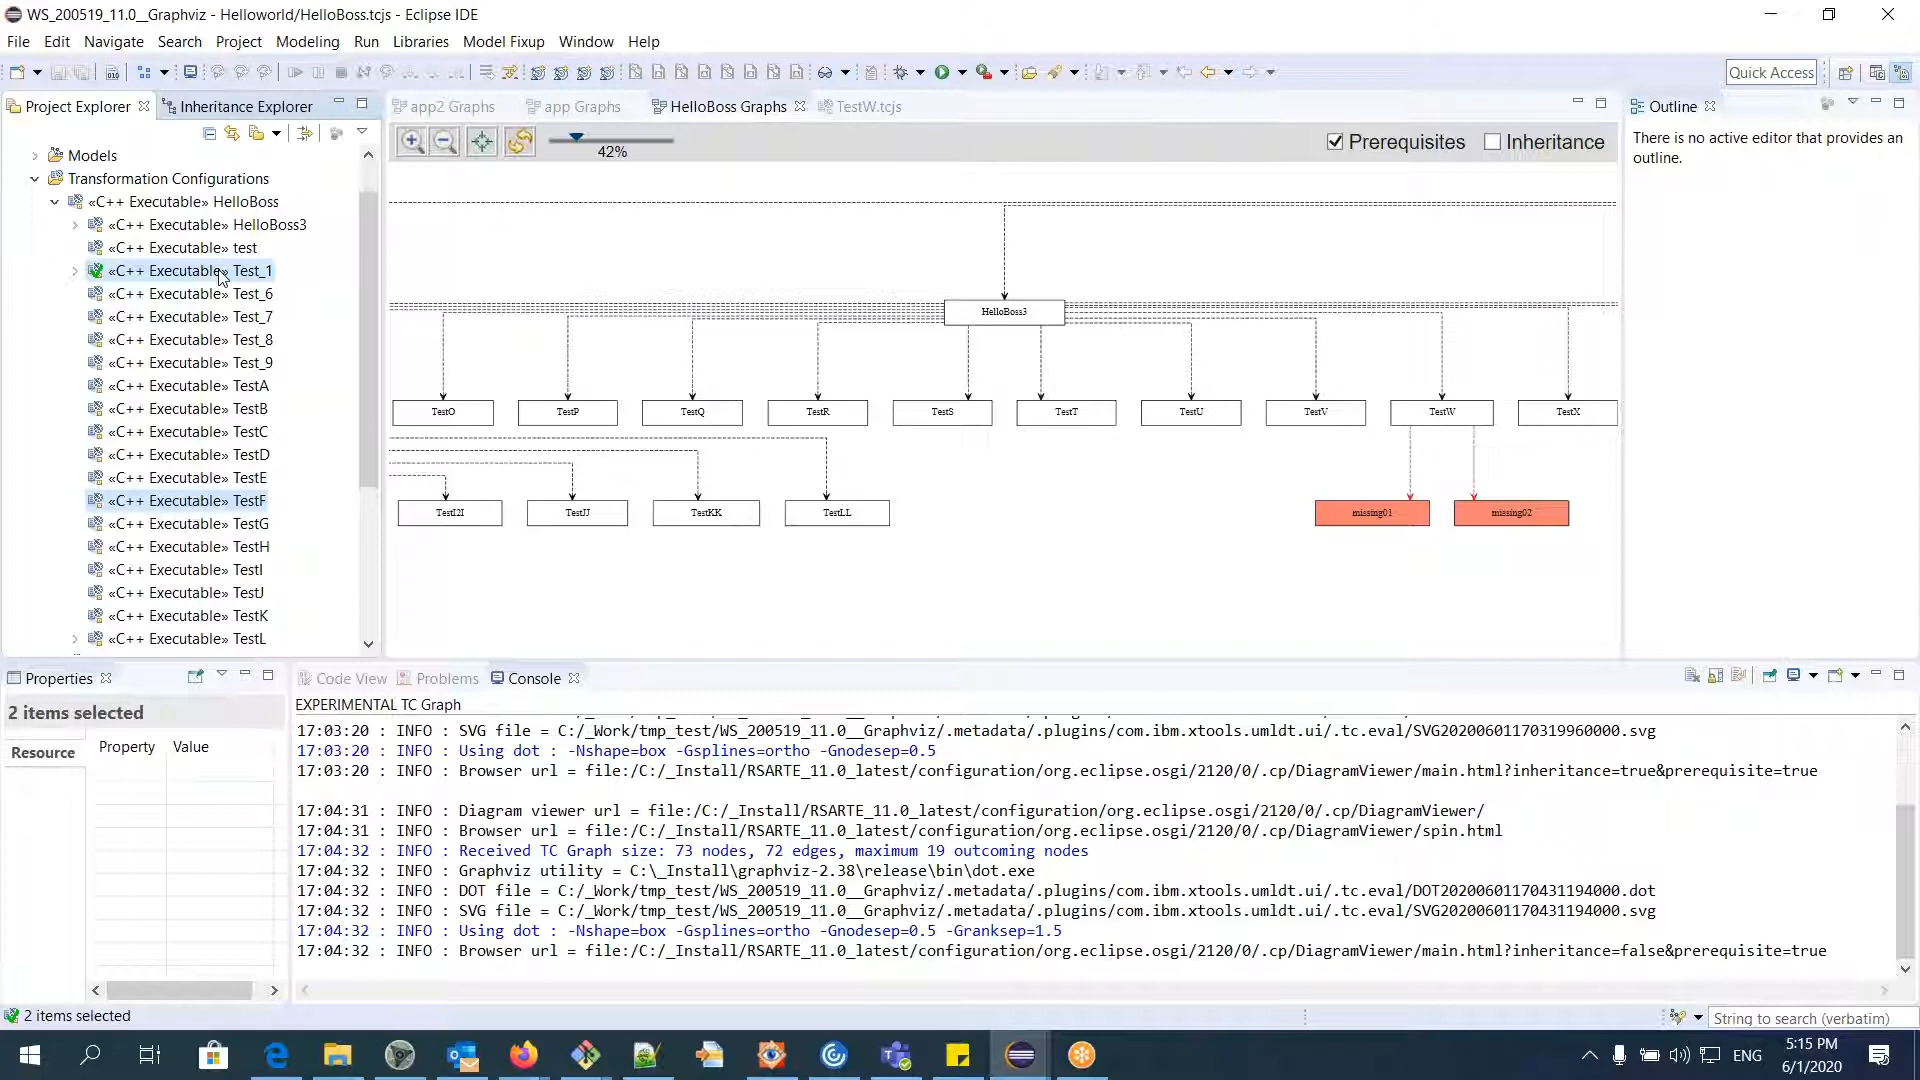 WS_200519_11.0__Graphviz - Helloworld/HelloBoss.tcjs - Eclipse IDE
File Edit Navigate Search Project Modeling Run Libraries Model Fixup Window Help
Quick Access
Project Explorer Inheritance Explorer
app2 Graphs app Graphs HelloBoss Graphs TestW.tcjs
Outline
42%
Prerequisites Inheritance
There is no active editor that provides an
outline.
Models
Transformation Configurations
«C++ Executable» HelloBoss
«C++ Executable» HelloBoss3
«C++ Executable» test
«C++ Executable» Test_1
«C++ Executable» Test_6
«C++ Executable» Test_7
«C++ Executable» Test_8
«C++ Executable» Test_9
«C++ Executable» TestA
«C++ Executable» TestB
«C++ Executable» TestC
«C++ Executable» TestD
«C++ Executable» TestE
«C++ Executable» TestF
«C++ Executable» TestG
«C++ Executable» TestH
«C++ Executable» TestI
«C++ Executable» TestJ
«C++ Executable» TestK
«C++ Executable» TestL
HelloBoss3
TestO TestP TestQ TestR TestS TestT TestU TestV TestW TestX
TestI2I TestJJ TestKK TestLL missing01 missing02
Properties
2 items selected
Resource
Property Value
Code View Problems Console
EXPERIMENTAL TC Graph
17:03:20 : INFO : SVG file = C:/_Work/tmp_test/WS_200519_11.0__Graphviz/.metadata/.plugins/com.ibm.xtools.umldt.ui/.tc.eval/SVG20200601170319960000.svg
17:03:20 : INFO : Using dot : -Nshape=box -Gsplines=ortho -Gnodesep=0.5
17:03:20 : INFO : Browser url = file:/C:/_Install/RSARTE_11.0_latest/configuration/org.eclipse.osgi/2120/0/.cp/DiagramViewer/main.html?inheritance=true&prerequisite=true
17:04:31 : INFO : Diagram viewer url = file:/C:/_Install/RSARTE_11.0_latest/configuration/org.eclipse.osgi/2120/0/.cp/DiagramViewer/
17:04:31 : INFO : Browser url = file:/C:/_Install/RSARTE_11.0_latest/configuration/org.eclipse.osgi/2120/0/.cp/DiagramViewer/spin.html
17:04:32 : INFO : Received TC Graph size: 73 nodes, 72 edges, maximum 19 outcoming nodes
17:04:32 : INFO : Graphviz utility = C:\_Install\graphviz-2.38\release\bin\dot.exe
17:04:32 : INFO : DOT file = C:/_Work/tmp_test/WS_200519_11.0__Graphviz/.metadata/.plugins/com.ibm.xtools.umldt.ui/.tc.eval/DOT20200601170431194000.dot
17:04:32 : INFO : SVG file = C:/_Work/tmp_test/WS_200519_11.0__Graphviz/.metadata/.plugins/com.ibm.xtools.umldt.ui/.tc.eval/SVG20200601170431194000.svg
17:04:32 : INFO : Using dot : -Nshape=box -Gsplines=ortho -Gnodesep=0.5 -Granksep=1.5
17:04:32 : INFO : Browser url = file:/C:/_Install/RSARTE_11.0_latest/configuration/org.eclipse.osgi/2120/0/.cp/DiagramViewer/main.html?inheritance=false&prerequisite=true
2 items selected
String to search (verbatim)
ENG
5:15 PM
6/1/2020